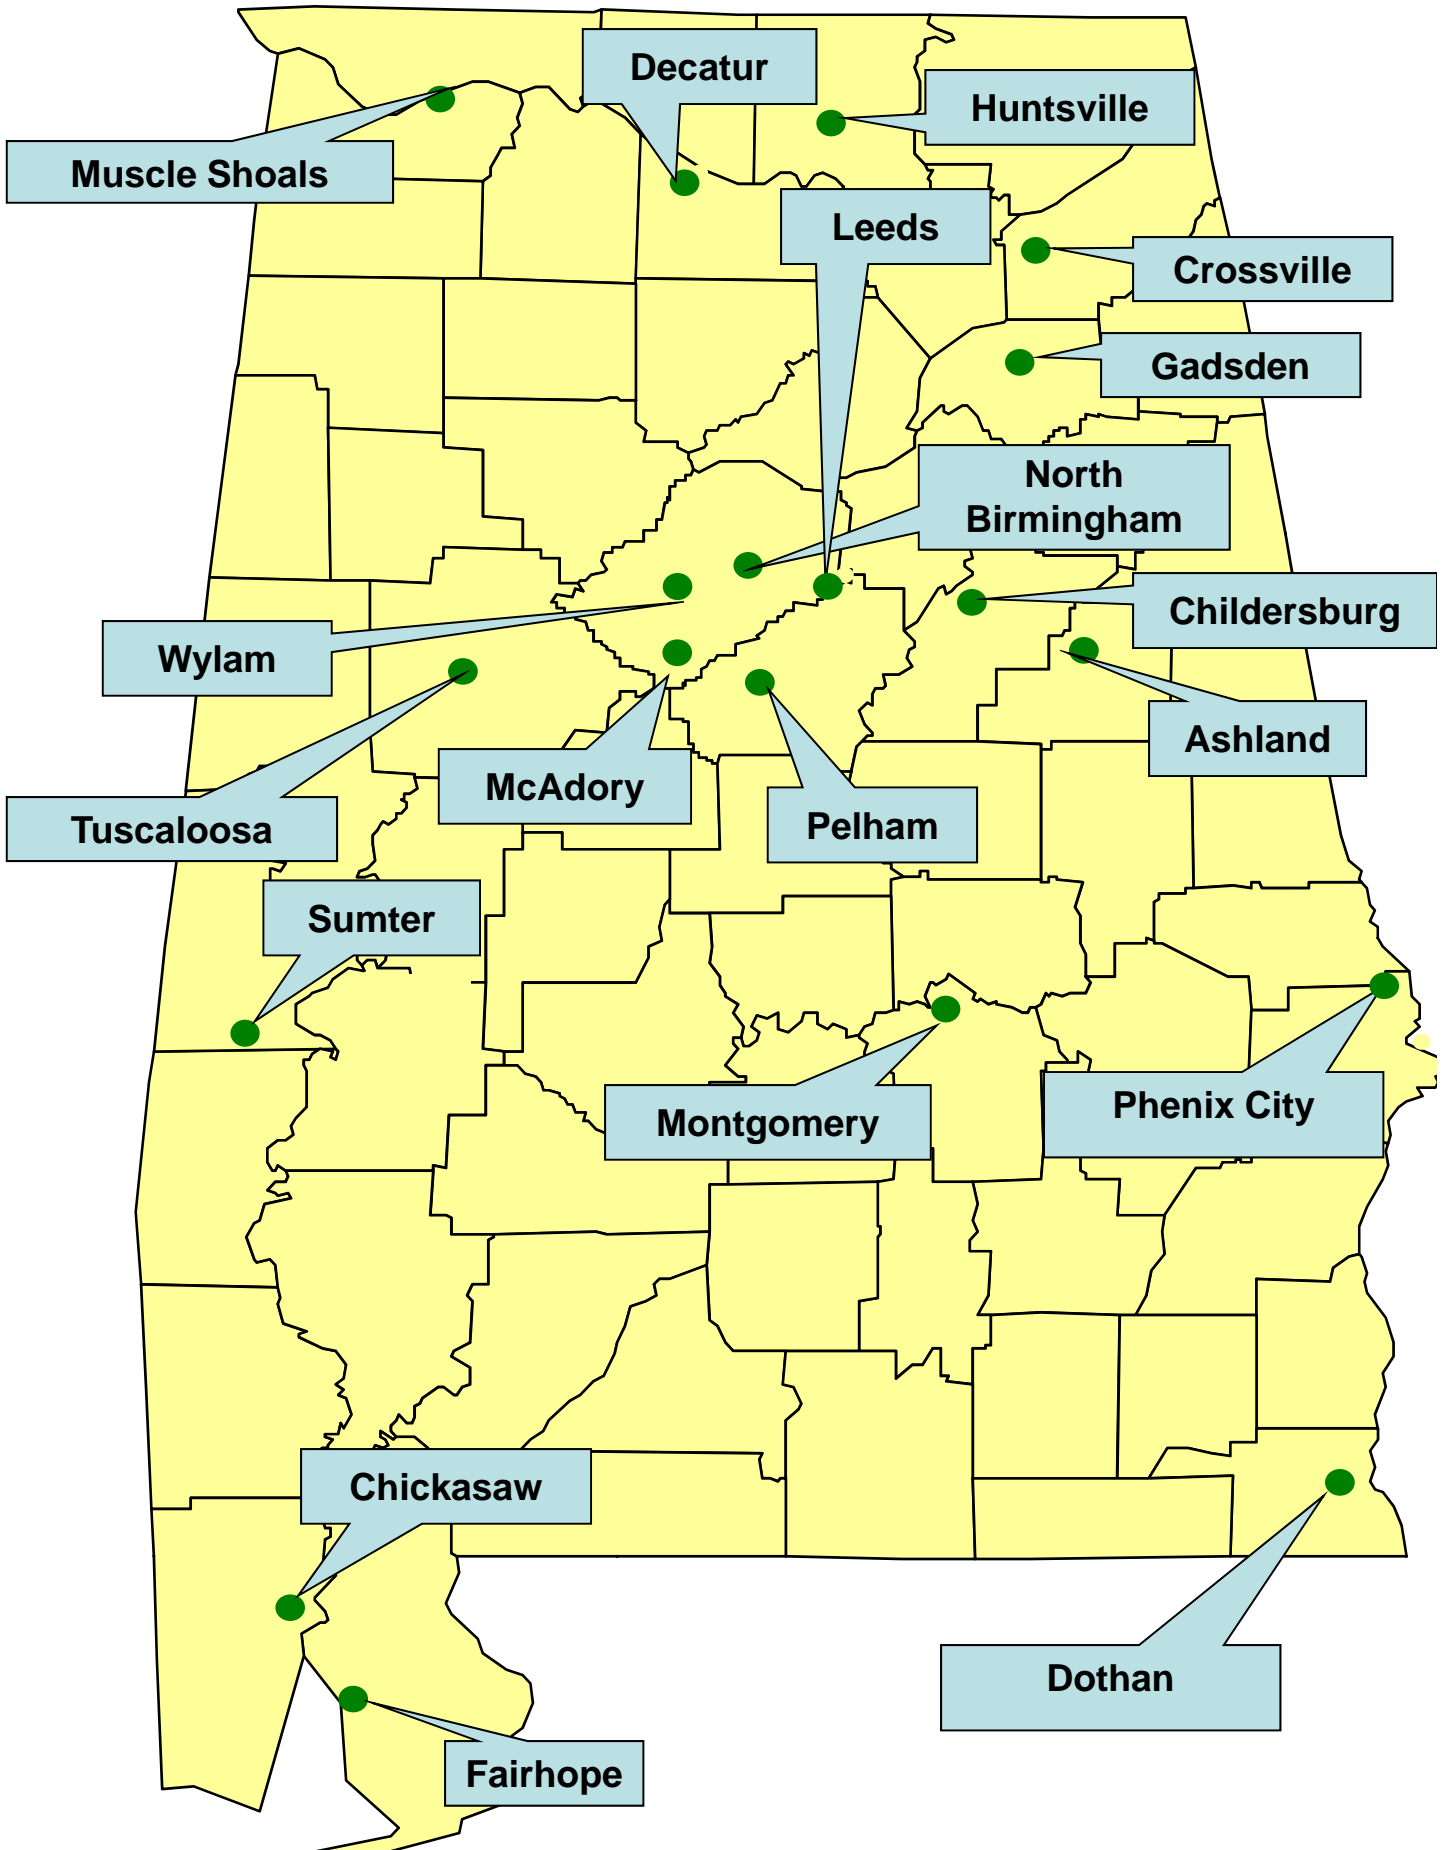 Decatur
Huntsville
Muscle Shoals
Leeds
Crossville
Gadsden
North
Birmingham
Childersburg
Wylam
Ashland
McAdory
Tuscaloosa
Pelham
Sumter
Phenix City
Montgomery
Chickasaw
Dothan
Fairhope